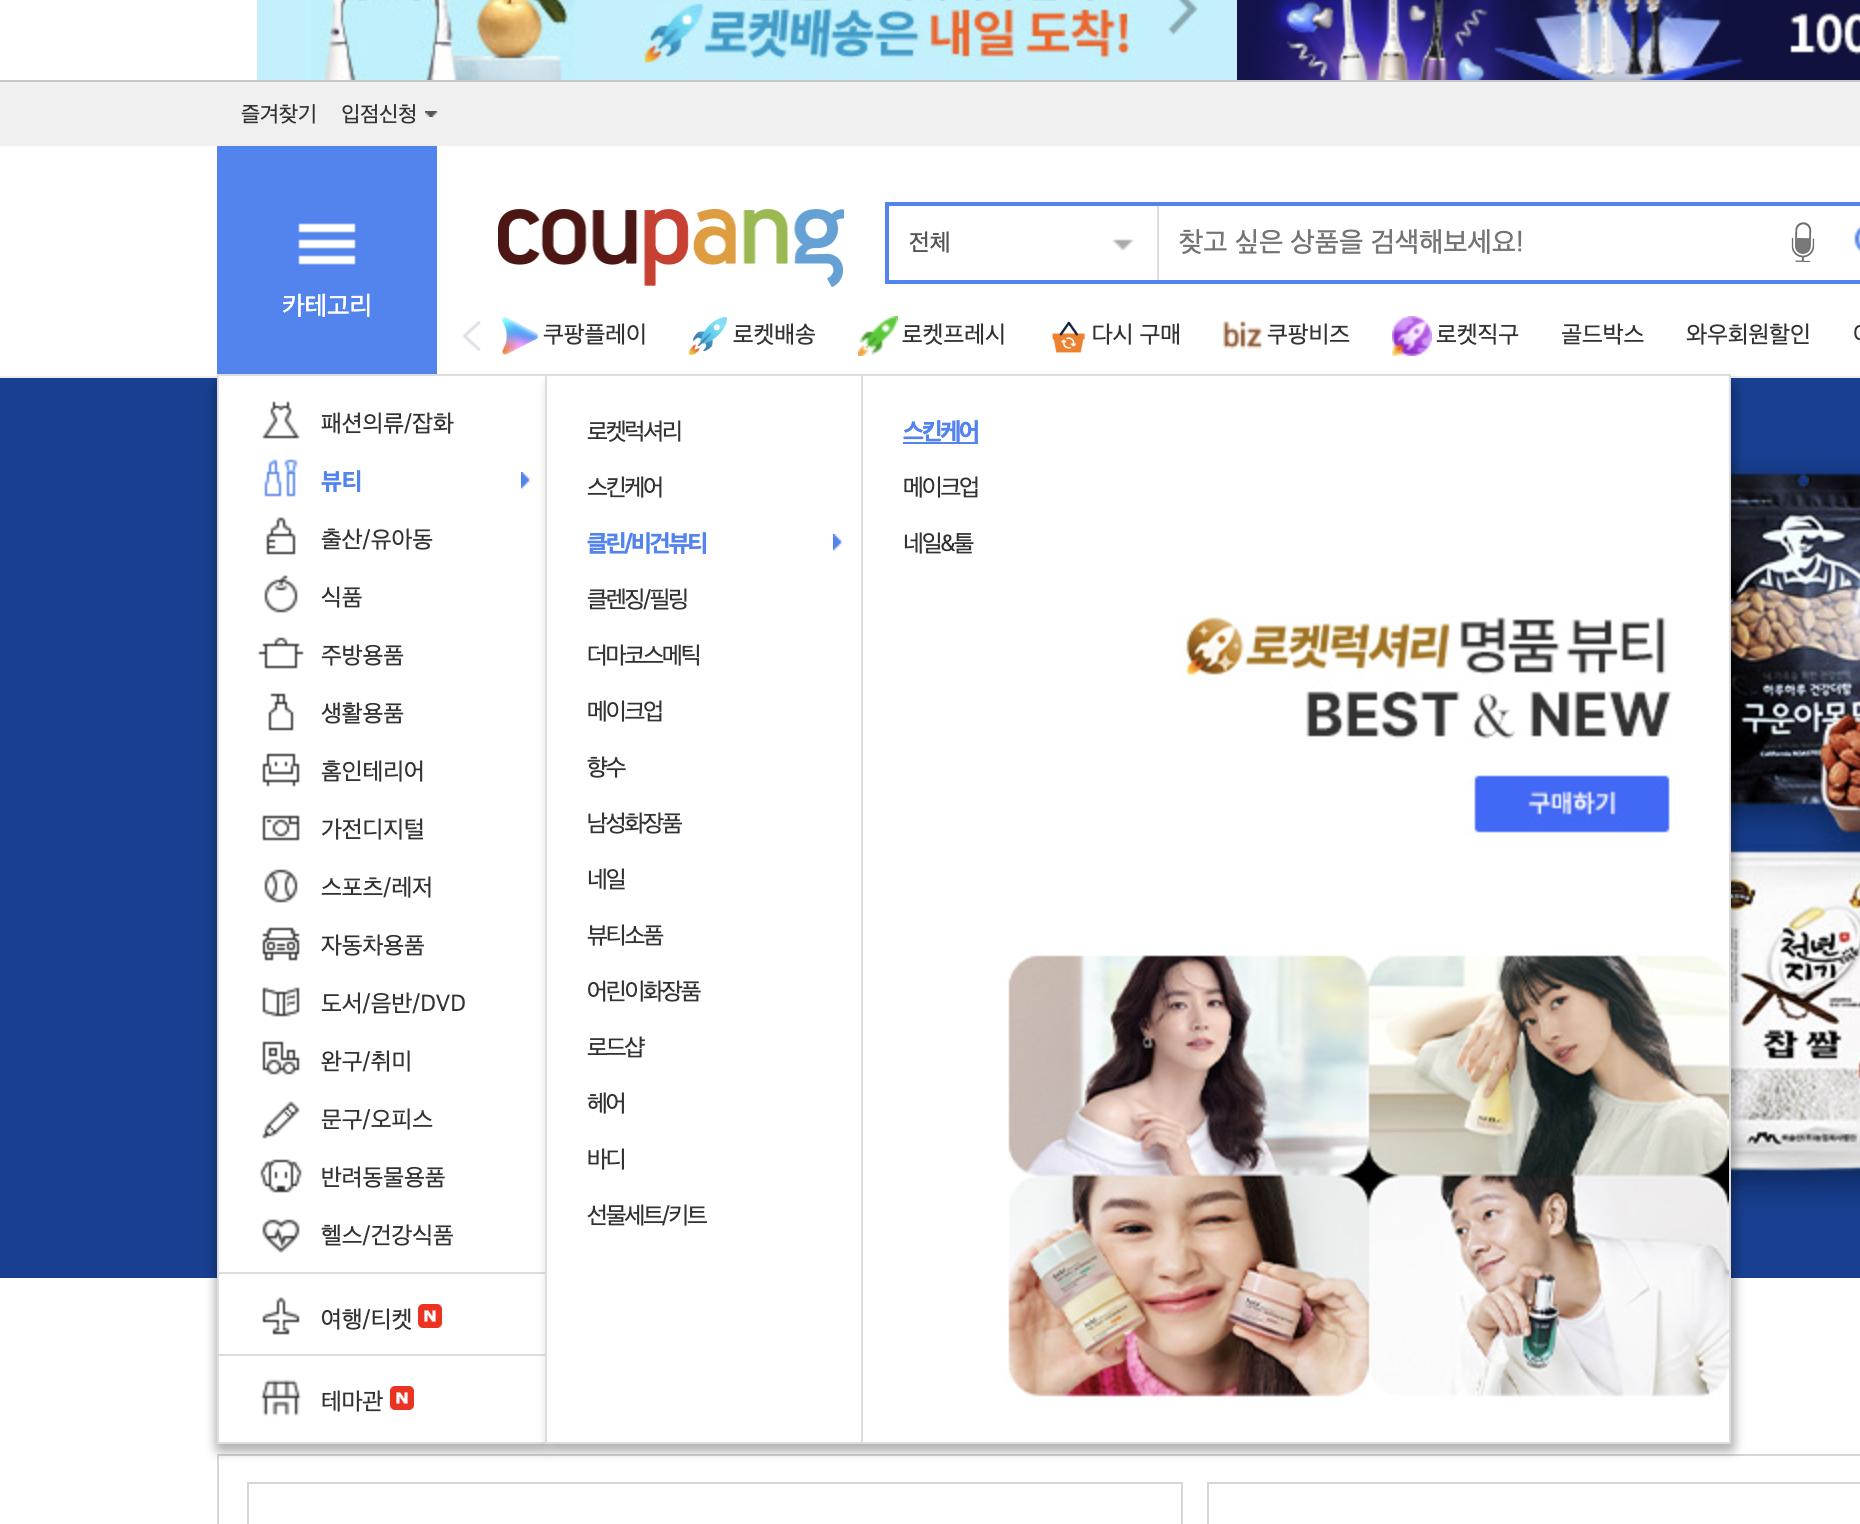 로켓배송은 내일 도착!
100
즐겨찾기 입점신청
카테고리
coupang
전체
찾고 싶은 상품을 검색해보세요!
쿠팡플레이 로켓배송 로켓프레시 다시 구매 biz 쿠팡비즈 로켓직구 골드박스 와우회원할인
패션의류/잡화
뷰티
출산/유아동
식품
주방용품
생활용품
홈인테리어
가전디지털
스포츠/레저
자동차용품
도서/음반/DVD
완구/취미
문구/오피스
반려동물용품
헬스/건강식품
여행/티켓 N
테마관 N
로켓럭셔리
스킨케어
클린/비건뷰티
클렌징/필링
더마코스메틱
메이크업
향수
남성화장품
네일
뷰티소품
어린이화장품
로드샵
헤어
바디
선물세트/키트
스킨케어
메이크업
네일&툴
로켓럭셔리 명품 뷰티
BEST & NEW
구매하기
하루하루 건강더함
구운아몬드
천년
지기
찹쌀